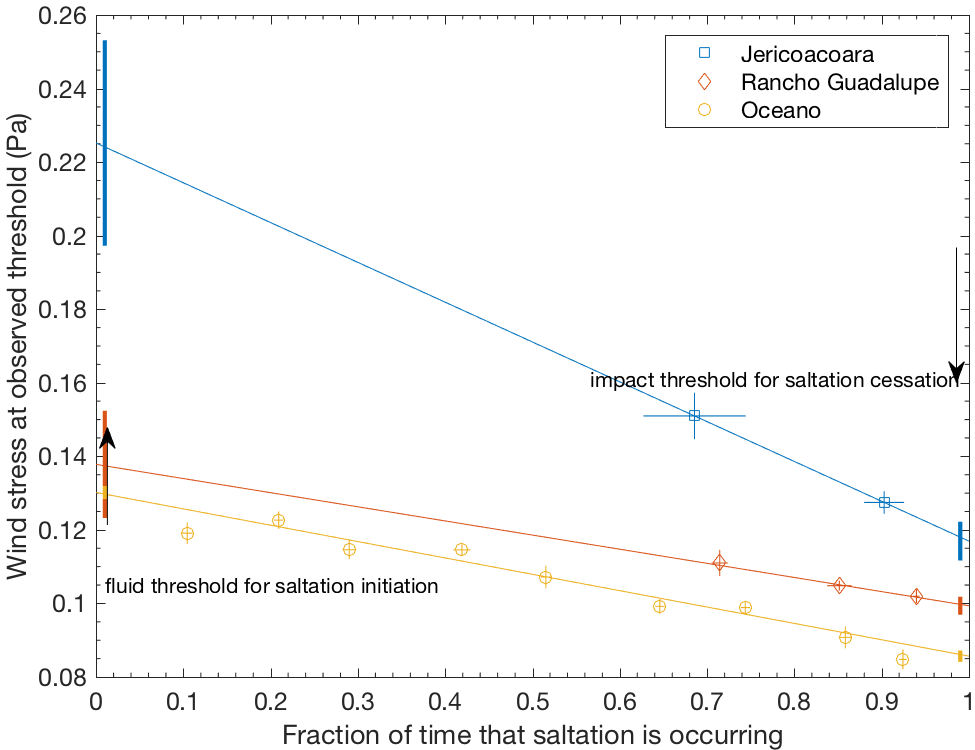 0.26
0.24
0.22
0.2
0.18
0.16
0.14
0.12
0.1
0.08
Wind stress at observed threshold (Pa)
Jericoacoara
Rancho Guadalupe
Oceano
impact threshold for saltation cessation
fluid threshold for saltation initiation
0 0.1 0.2 0.3 0.4 0.5 0.6 0.7 0.8 0.9 1
Fraction of time that saltation is occurring